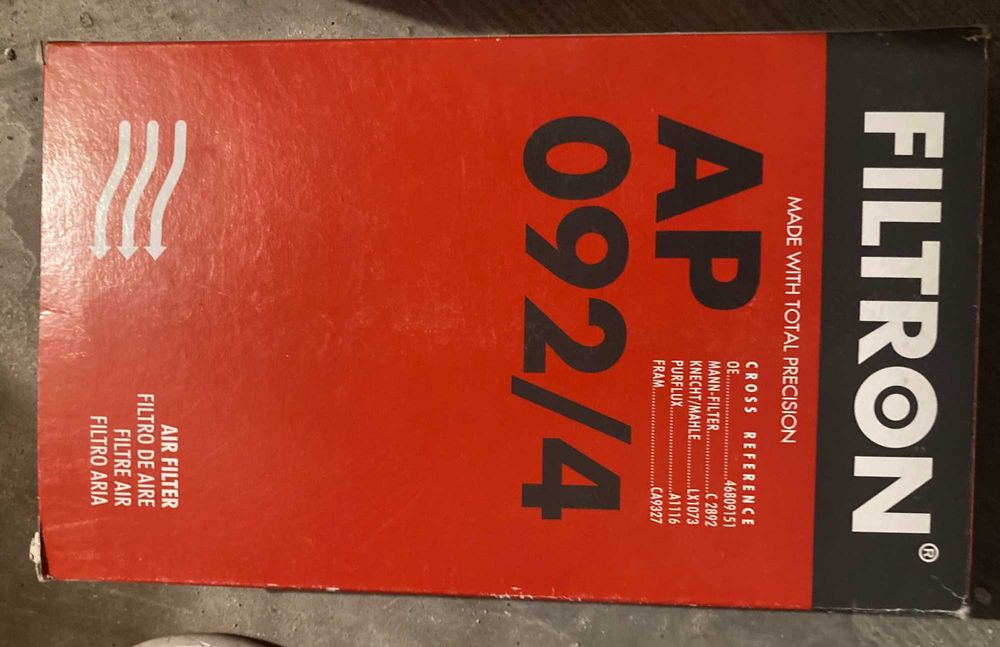 FILTRON®
MADE WITH TOTAL PRECISION
AP
092/4
CROSS REFERENCE
OE..............................46809151
MANN-FILTER................C 2892
KNECHT/MAHLE..............LX1073
PURFLUX.......................A1116
FRAM...........................CA9327
AIR FILTER
FILTRO DE AIRE
FILTRE AIR
FILTRO ARIA